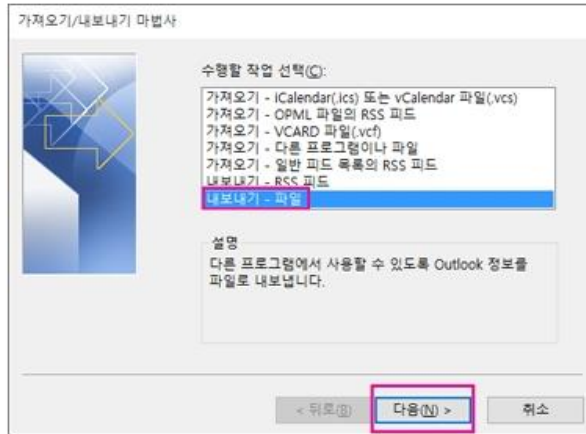 가져오기/내보내기 마법사
수행할 작업 선택(C):
가져오기 - iCalendar(.ics) 또는 vCalendar 파일(.vcs)
가져오기 - OPML 파일의 RSS 피드
가져오기 - VCARD 파일(.vcf)
가져오기 - 다른 프로그램이나 파일
가져오기 - 일반 피드 목록의 RSS 피드
내보내기 - RSS 피드
내보내기 - 파일
설명
다른 프로그램에서 사용할 수 있도록 Outlook 정보를
파일로 내보냅니다.
< 뒤로(B) 다음(N) > 취소